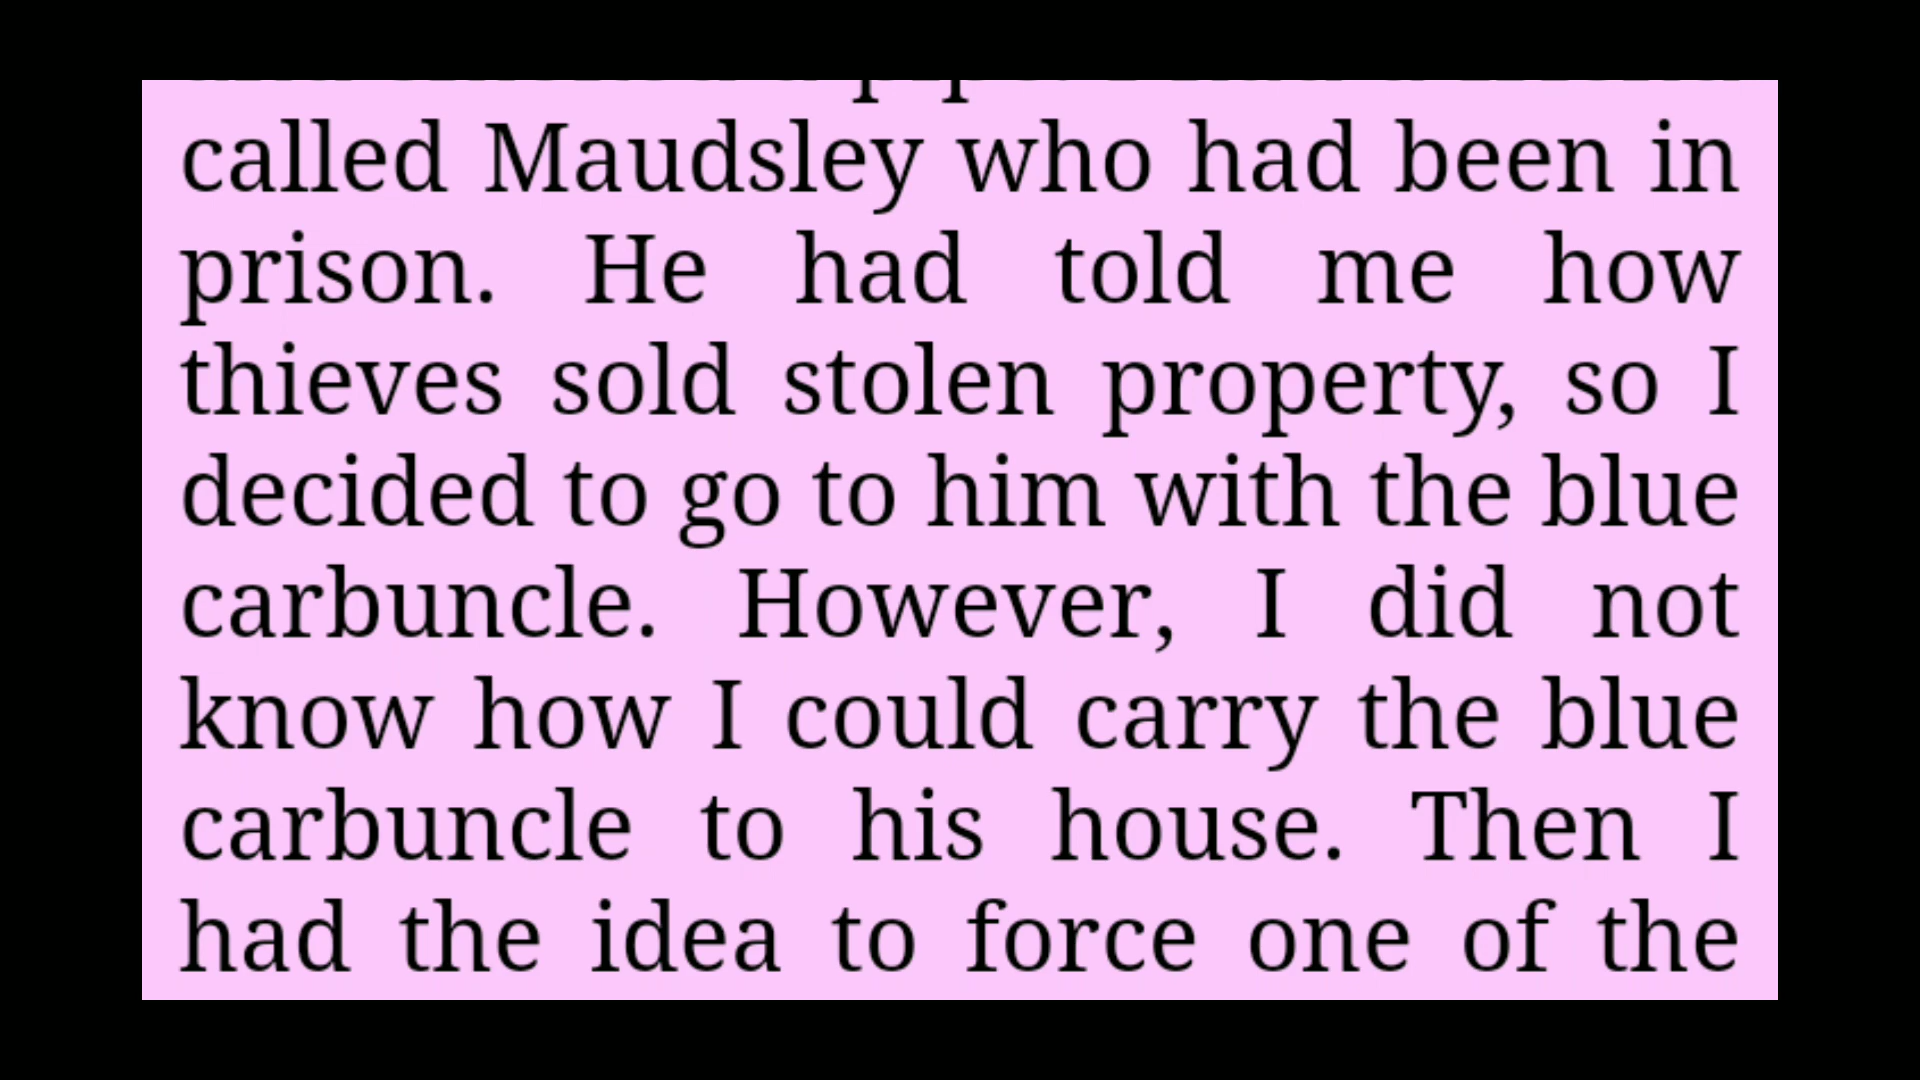 called Maudsley who had been in
prison. He had told me how
thieves sold stolen property, so I
decided to go to him with the blue
carbuncle. However, I did not
know how I could carry the blue
carbuncle to his house. Then I
had the idea to force one of the